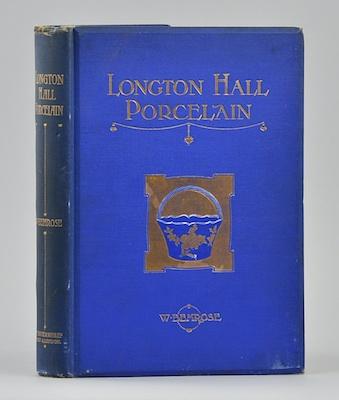 LONGTON
HALL
PORCELAIN
W·BEMROSE
LONGTON HALL
PORCELAIN
W·BEMROSE